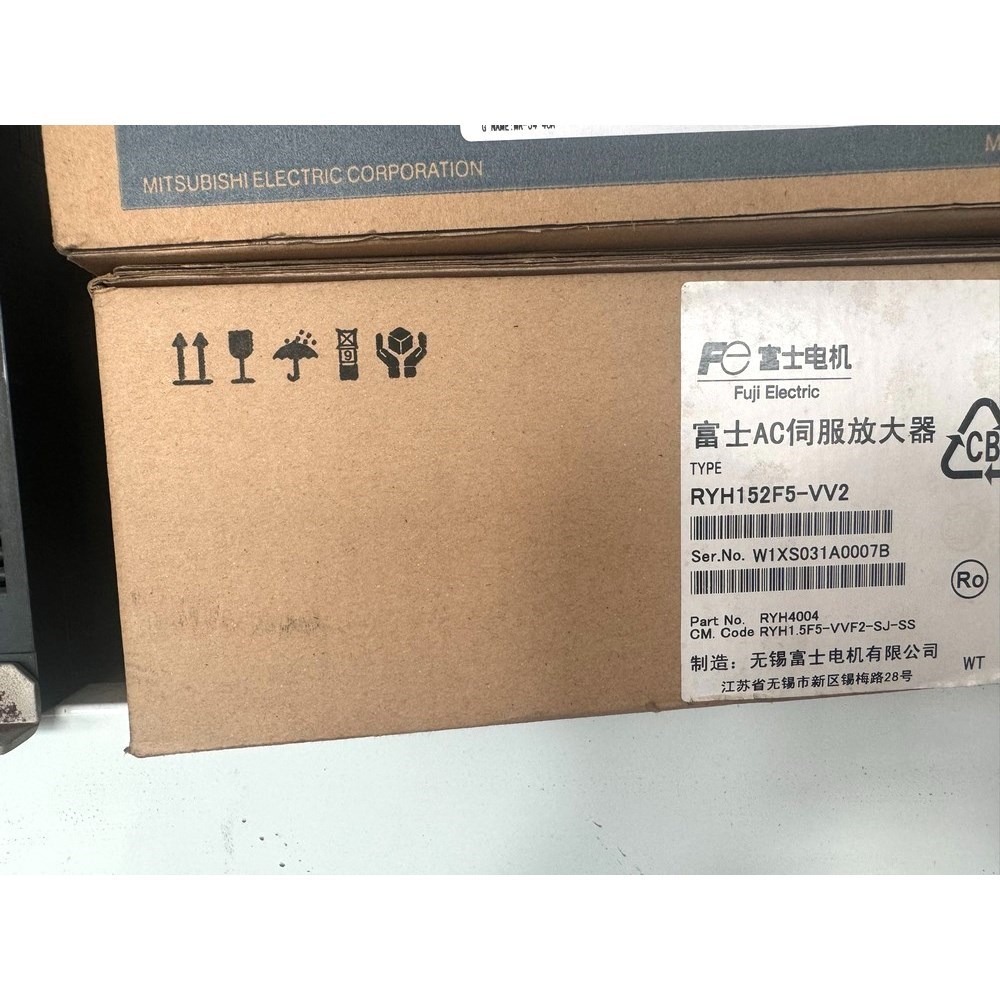 MITSUBISHI ELECTRIC CORPORATION
M
9
Fe 富士电机
Fuji Electric
富士AC伺服放大器
TYPE
RYH152F5-VV2
Ser.No. W1XS031A0007B
Part No. RYH4004
CM. Code RYH1.5F5-VVF2-SJ-SS
制造：无锡富士电机有限公司
江苏省无锡市新区锡梅路28号
CB
Ro
WT